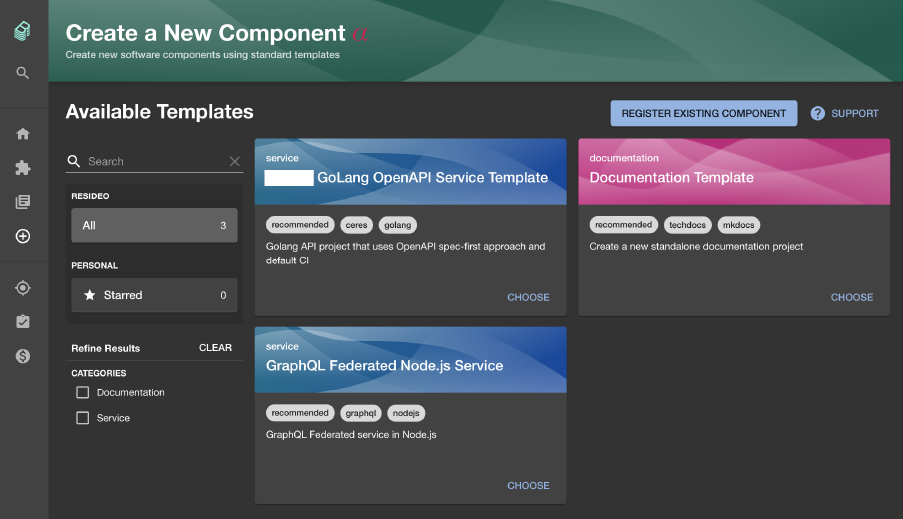 Create a New Component α
Create new software components using standard templates
Available Templates
REGISTER EXISTING COMPONENT
SUPPORT
Search
RESIDEO
All 3
PERSONAL
Starred 0
Refine Results CLEAR
CATEGORIES
Documentation
Service
service
GoLang OpenAPI Service Template
recommended ceres golang
Golang API project that uses OpenAPI spec-first approach and
default CI
CHOOSE
documentation
Documentation Template
recommended techdocs mkdocs
Create a new standalone documentation project
CHOOSE
service
GraphQL Federated Node.js Service
recommended graphql nodejs
GraphQL Federated service in Node.js
CHOOSE